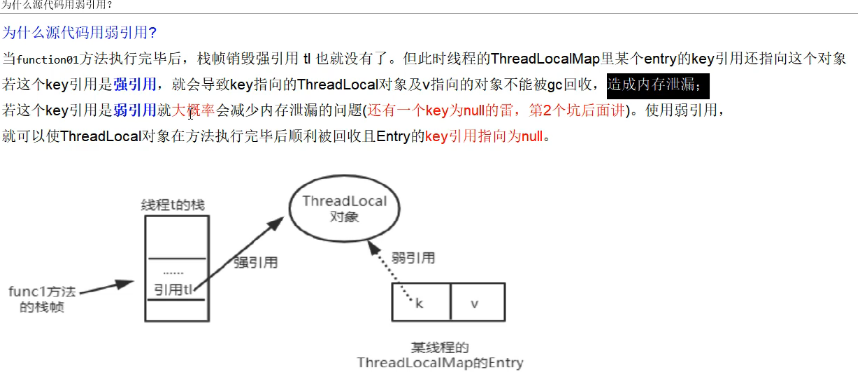 为什么源代码用弱引用？
为什么源代码用弱引用?
当function01方法执行完毕后，栈帧销毁强引用 tl 也就没有了。但此时线程的ThreadLocalMap里某个entry的key引用还指向这个对象
若这个key引用是强引用，就会导致key指向的ThreadLocal对象及v指向的对象不能被gc回收，造成内存泄漏；
若这个key引用是弱引用就大概率会减少内存泄漏的问题(还有一个key为null的雷，第2个坑后面讲)。使用弱引用，
就可以使ThreadLocal对象在方法执行完毕后顺利被回收且Entry的key引用指向为null。
线程t的栈
ThreadLocal
对象
强引用
弱引用
......
引用tl
func1方法
的栈帧
k
v
某线程的
ThreadLocalMap的Entry